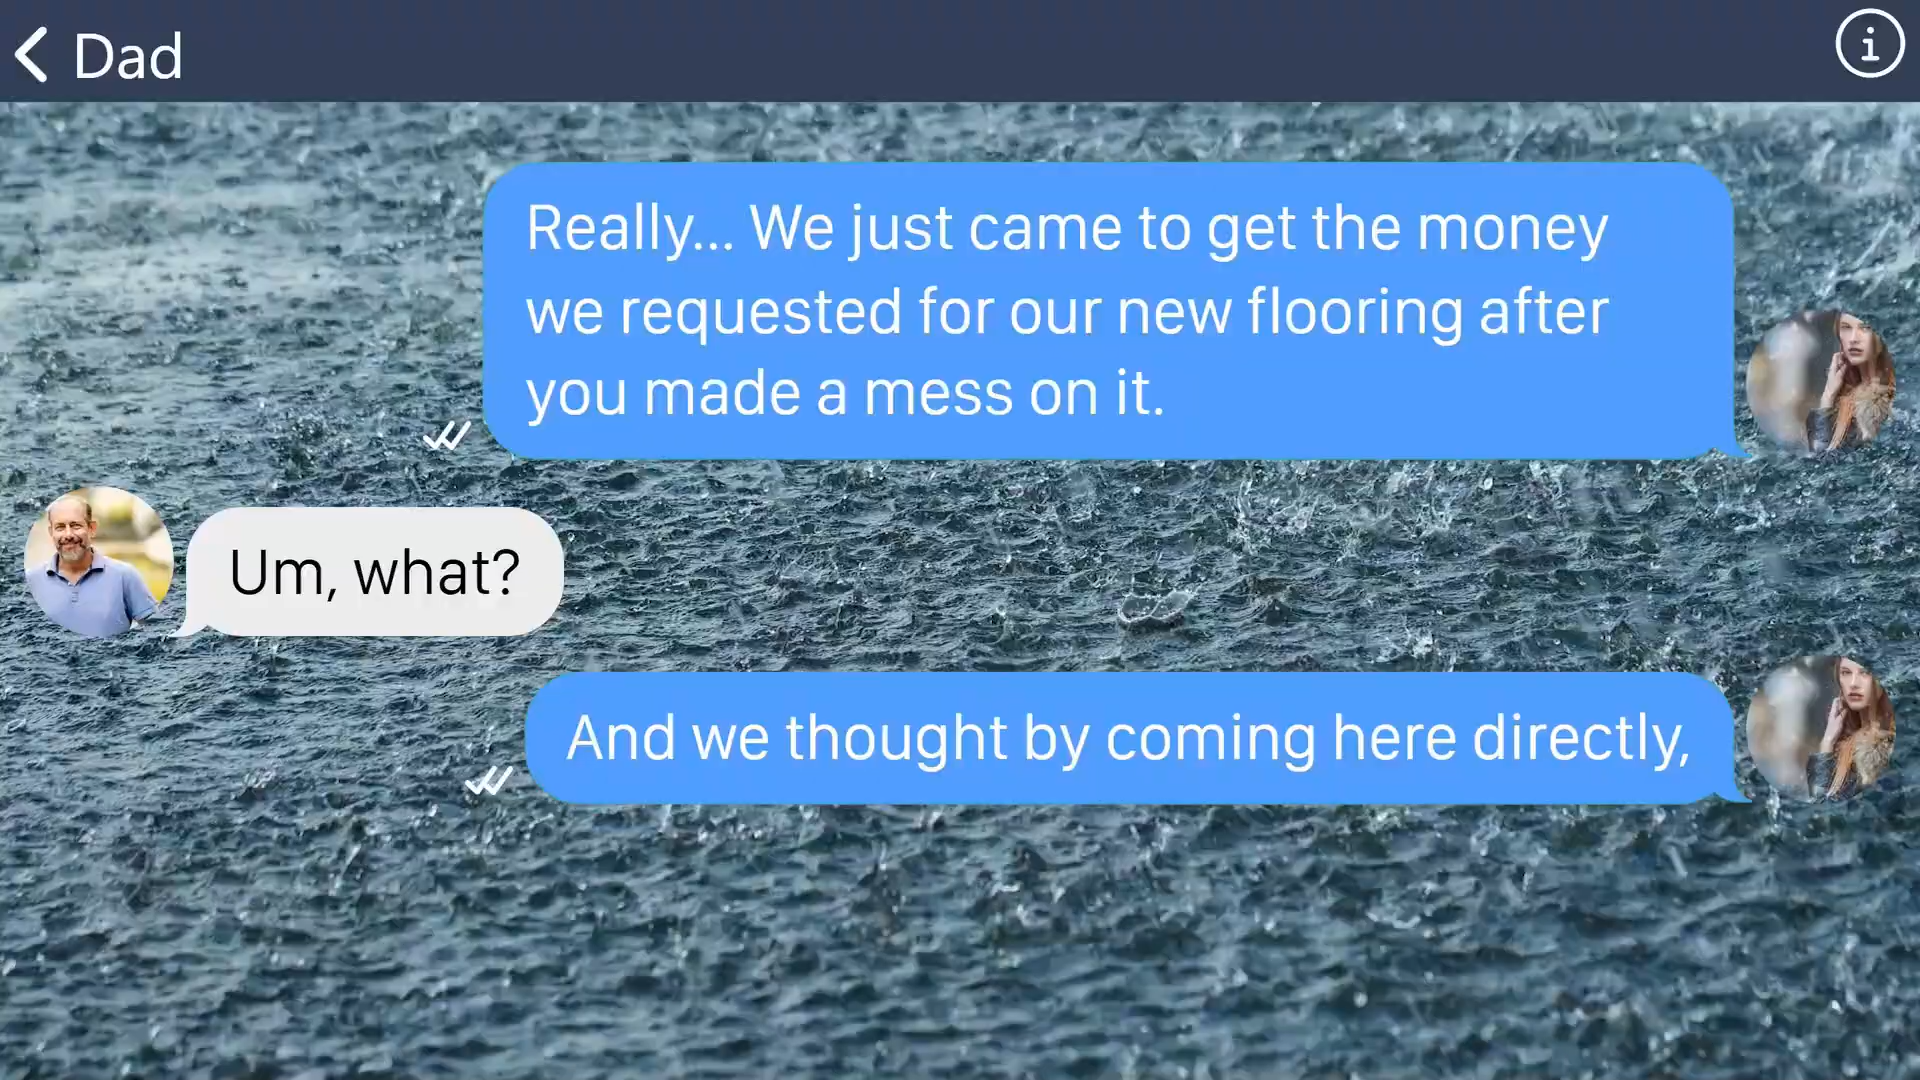 Dad
Really... We just came to get the money
we requested for our new flooring after
you made a mess on it.
Um, what?
And we thought by coming here directly,